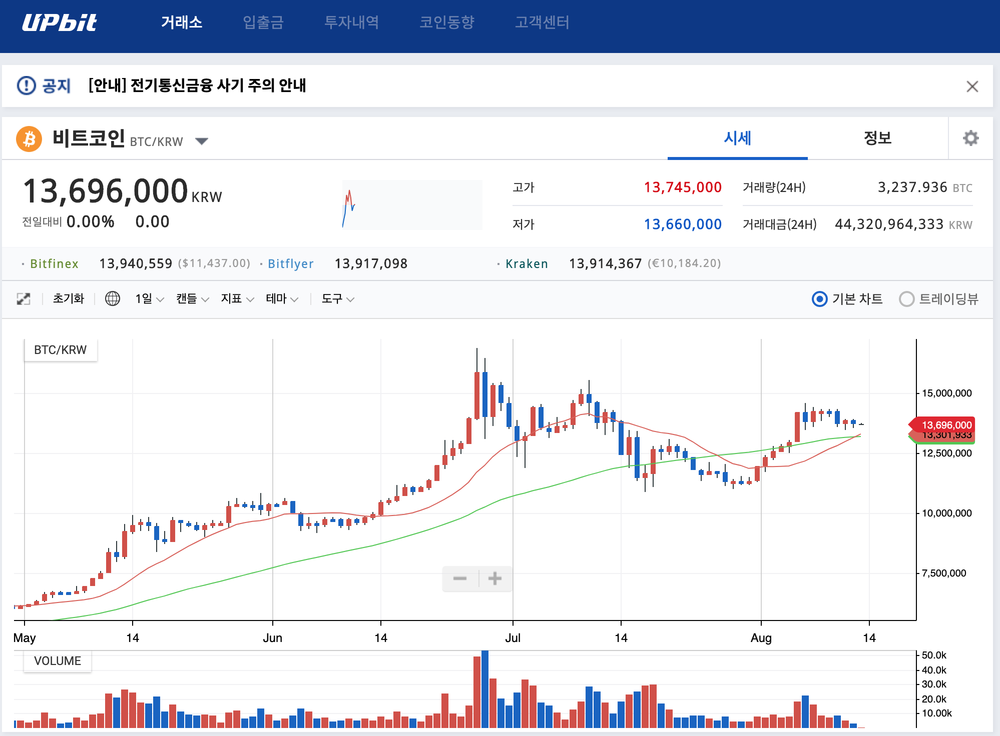 UPbit 거래소 입출금 투자내역 코인동향 고객센터
공지 [안내] 전기통신금융 사기 주의 안내
비트코인 BTC/KRW 시세 정보
13,696,000 KRW
전일대비 0.00% 0.00
고가 13,745,000 거래량(24H) 3,237.936 BTC
저가 13,660,000 거래대금(24H) 44,320,964,333 KRW
· Bitfinex 13,940,559 ($11,437.00) · Bitflyer 13,917,098 · Kraken 13,914,367 (€10,184.20)
초기화 1일 캔들 지표 테마 도구 기본 차트 트레이딩뷰
BTC/KRW
15,000,000
13,696,000
13,301,933
12,500,000
10,000,000
7,500,000
May 14 Jun 14 Jul 14 Aug 14
VOLUME
50.0k
40.0k
30.0k
20.0k
10.00k